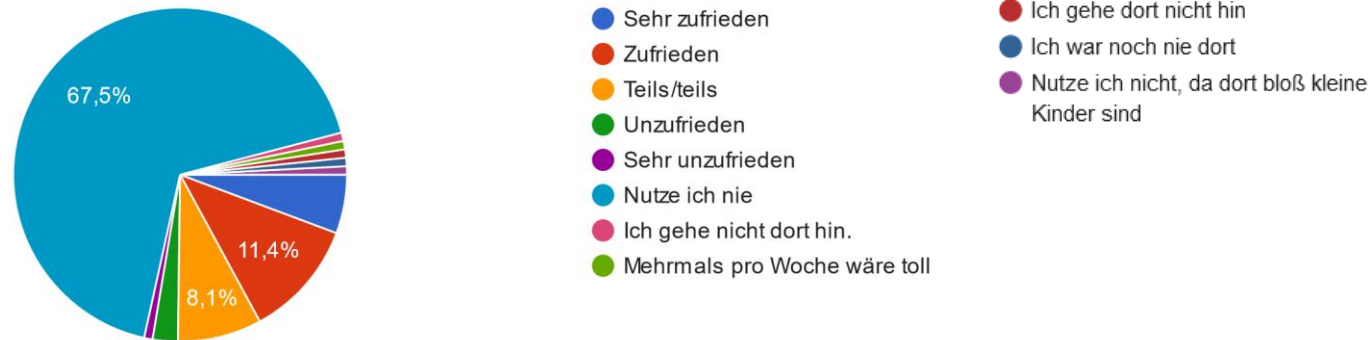 67,5%
11,4%
8,1%
Sehr zufrieden
Zufrieden
Teils/teils
Unzufrieden
Sehr unzufrieden
Nutze ich nie
Ich gehe nicht dort hin.
Mehrmals pro Woche wäre toll
Ich gehe dort nicht hin
Ich war noch nie dort
Nutze ich nicht, da dort bloß kleine
Kinder sind